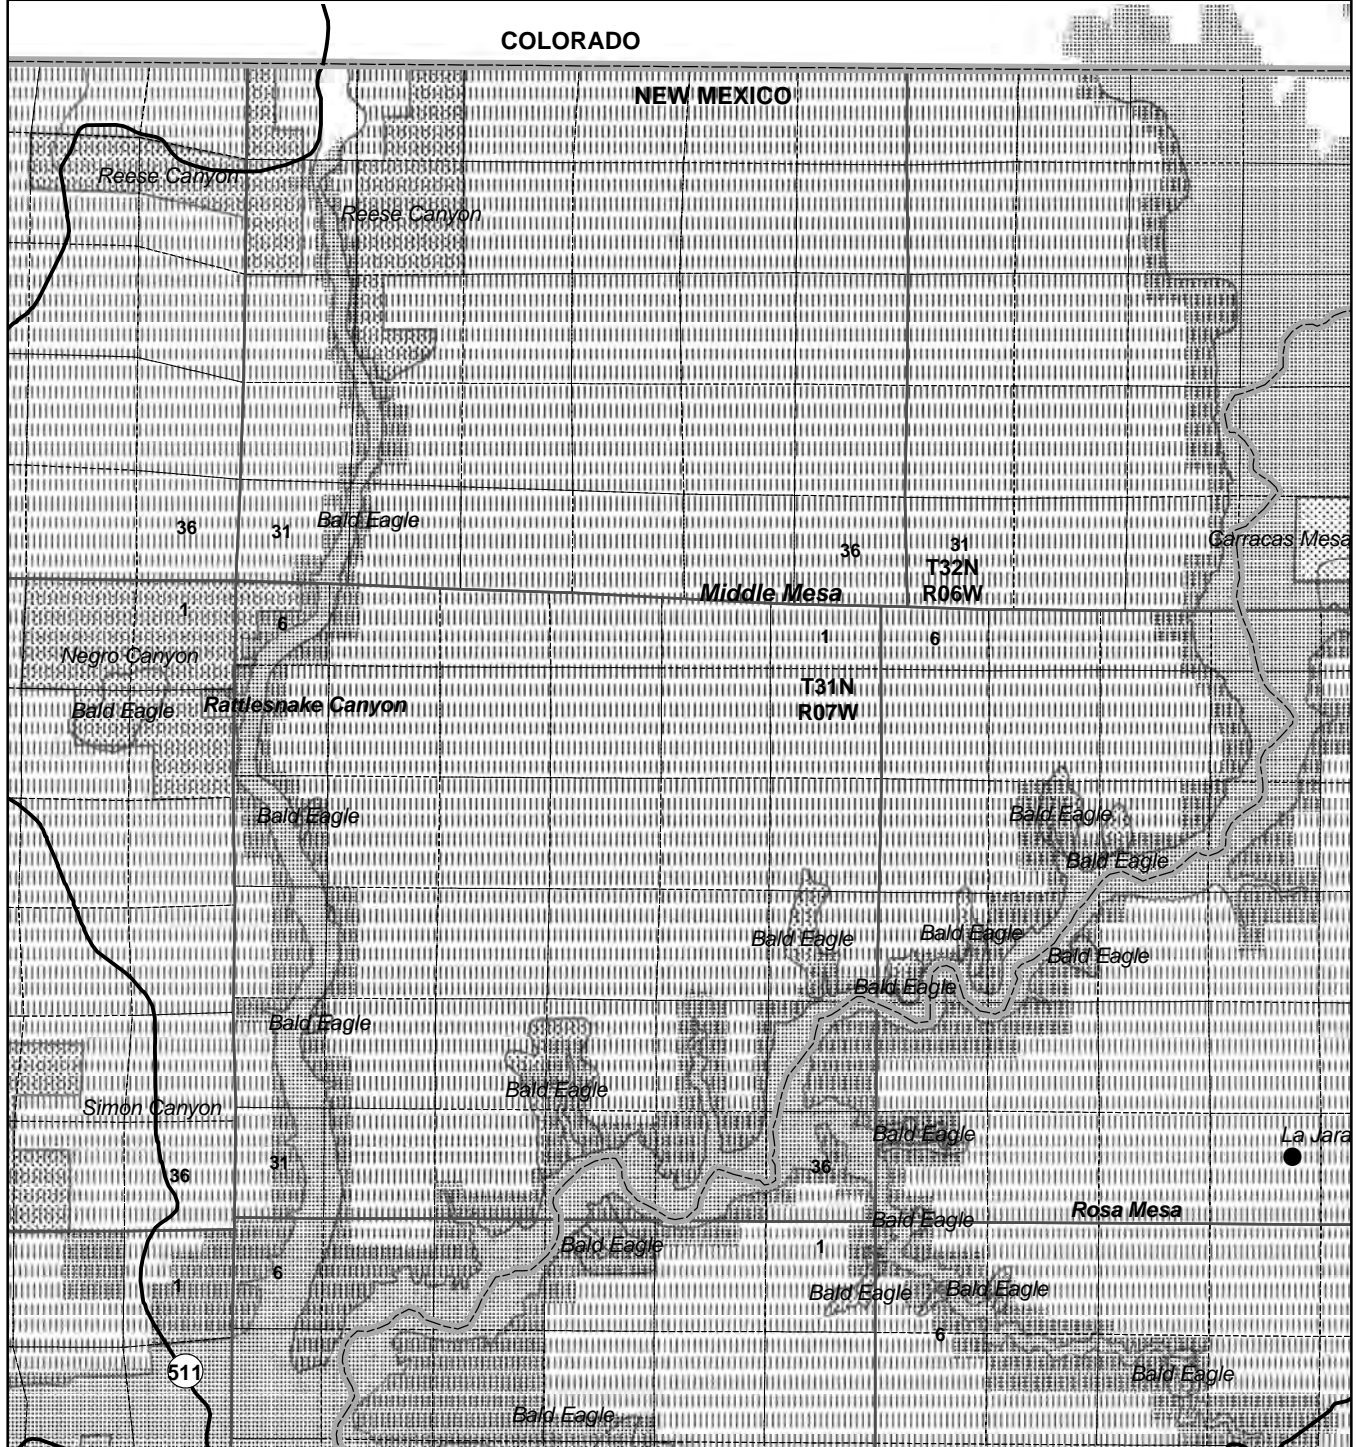 COLORADO
NEW MEXICO
Reese Canyon
Reese Canyon
Bald Eagle
36
31
36
31
T32N
R06W
Carracas Mesa
Middle Mesa
1
6
1
6
Negro Canyon
T31N
R07W
Bald Eagle
Rattlesnake Canyon
Bald Eagle
Bald Eagle
Bald Eagle
Bald Eagle
Bald Eagle
Bald Eagle
Bald Eagle
Bald Eagle
Bald Eagle
Simon Canyon
Bald Eagle
La Jara
36
31
36
Rosa Mesa
Bald Eagle
Bald Eagle
1
6
1
Bald Eagle
Bald Eagle
6
511
Bald Eagle
Bald Eagle